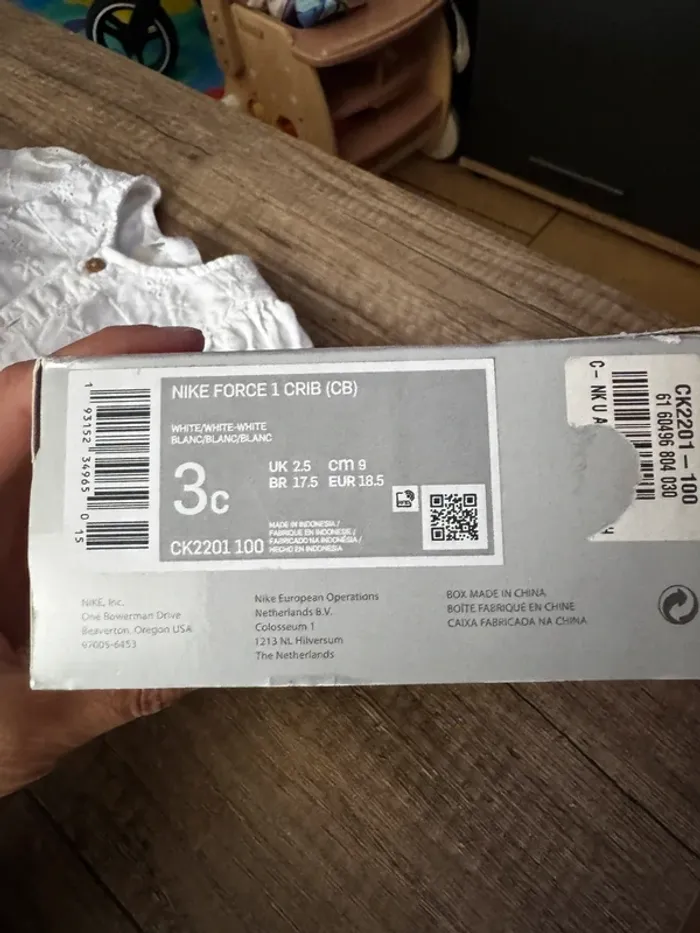 NIKE FORCE 1 CRIB (CB)
WHITE/WHITE-WHITE
BLANC/BLANC/BLANC
3C
UK 2.5 cm 9
BR 17.5 EUR 18.5
CK2201 100
MADE IN INDONESIA /
FABRIQUE EN INDONESIE /
FABRICADO NA INDONÉSIA /
HECHO EN INDONESIA
1 93152 34965 0 15
CK2201-100
61 60496 804 030
C- NK U A
NIKE, Inc.
One Bowerman Drive
Beaverton, Oregon USA
97005-6453
Nike European Operations
Netherlands B.V.
Colosseum 1
1213 NL Hilversum
The Netherlands
BOX MADE IN CHINA
BOÎTE FABRIQUÉE EN CHINE
CAIXA FABRICADA NA CHINA